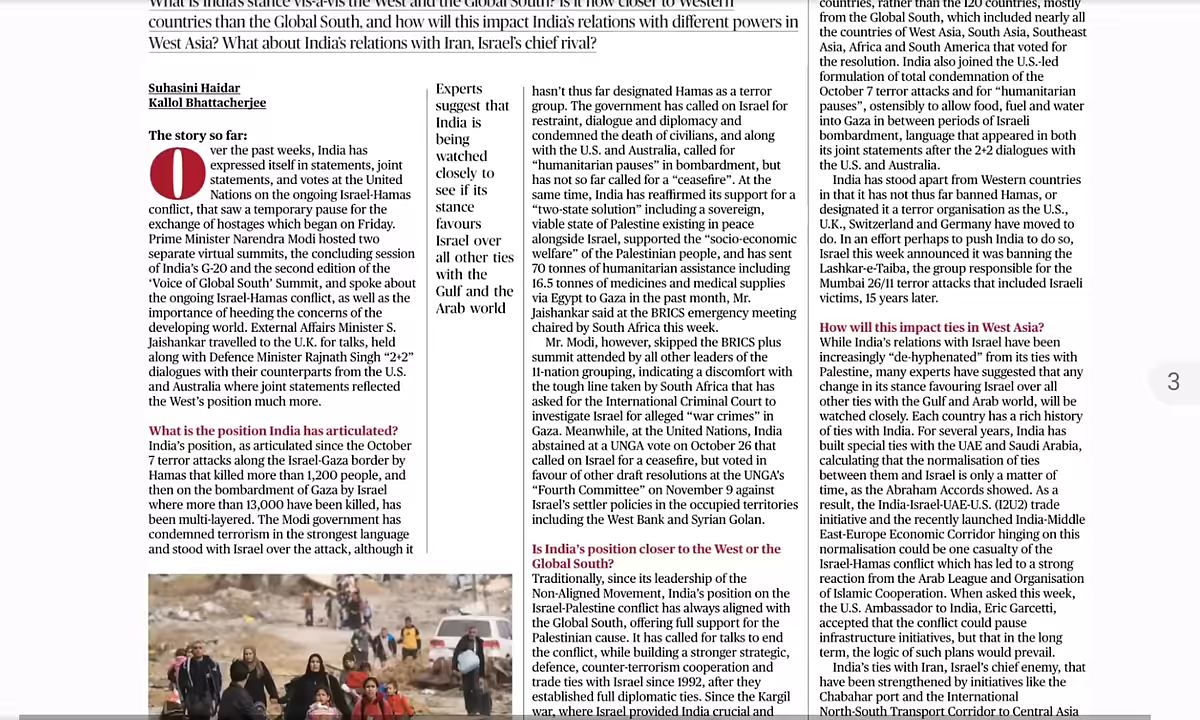 What is India's stance vis-à-vis the West and the Global South? Is it now closer to Western
countries than the Global South, and how will this impact India's relations with different powers in
West Asia? What about India's relations with Iran, Israel's chief rival?
Suhasini Haidar
Kallol Bhattacherjee
The story so far:
Over the past weeks, India has
expressed itself in statements, joint
statements, and votes at the United
Nations on the ongoing Israel-Hamas
conflict, that saw a temporary pause for the
exchange of hostages which began on Friday.
Prime Minister Narendra Modi hosted two
separate virtual summits, the concluding session
of India's G-20 and the second edition of the
‘Voice of Global South’ Summit, and spoke about
the ongoing Israel-Hamas conflict, as well as the
importance of heeding the concerns of the
developing world. External Affairs Minister S.
Jaishankar travelled to the U.K. for talks, held
along with Defence Minister Rajnath Singh “2+2”
dialogues with their counterparts from the U.S.
and Australia where joint statements reflected
the West's position much more.
What is the position India has articulated?
India's position, as articulated since the October
7 terror attacks along the Israel-Gaza border by
Hamas that killed more than 1,200 people, and
then on the bombardment of Gaza by Israel
where more than 13,000 have been killed, has
been multi-layered. The Modi government has
condemned terrorism in the strongest language
and stood with Israel over the attack, although it
Experts
suggest that
India is
being
watched
closely to
see if its
stance
favours
Israel over
all other ties
with the
Gulf and the
Arab world
hasn't thus far designated Hamas as a terror
group. The government has called on Israel for
restraint, dialogue and diplomacy and
condemned the death of civilians, and along
with the U.S. and Australia, called for
“humanitarian pauses” in bombardment, but
has not so far called for a “ceasefire”. At the
same time, India has reaffirmed its support for a
“two-state solution” including a sovereign,
viable state of Palestine existing in peace
alongside Israel, supported the “socio-economic
welfare” of the Palestinian people, and has sent
70 tonnes of humanitarian assistance including
16.5 tonnes of medicines and medical supplies
via Egypt to Gaza in the past month, Mr.
Jaishankar said at the BRICS emergency meeting
chaired by South Africa this week.
Mr. Modi, however, skipped the BRICS plus
summit attended by all other leaders of the
11-nation grouping, indicating a discomfort with
the tough line taken by South Africa that has
asked for the International Criminal Court to
investigate Israel for alleged “war crimes” in
Gaza. Meanwhile, at the United Nations, India
abstained at a UNGA vote on October 26 that
called on Israel for a ceasefire, but voted in
favour of other draft resolutions at the UNGA's
“Fourth Committee” on November 9 against
Israel's settler policies in the occupied territories
including the West Bank and Syrian Golan.
Is India's position closer to the West or the
Global South?
Traditionally, since its leadership of the
Non-Aligned Movement, India's position on the
Israel-Palestine conflict has always aligned with
the Global South, offering full support for the
Palestinian cause. It has called for talks to end
the conflict, while building a stronger strategic,
defence, counter-terrorism cooperation and
trade ties with Israel since 1992, after they
established full diplomatic ties. Since the Kargil
war, where Israel provided India crucial and
countries, rather than the 120 countries, mostly
from the Global South, which included nearly all
the countries of West Asia, South Asia, Southeast
Asia, Africa and South America that voted for
the resolution. India also joined the U.S.-led
formulation of total condemnation of the
October 7 terror attacks and for “humanitarian
pauses”, ostensibly to allow food, fuel and water
into Gaza in between periods of Israeli
bombardment, language that appeared in both
its joint statements after the 2+2 dialogues with
the U.S. and Australia.
India has stood apart from Western countries
in that it has not thus far banned Hamas, or
designated it a terror organisation as the U.S.,
U.K., Switzerland and Germany have moved to
do. In an effort perhaps to push India to do so,
Israel this week announced it was banning the
Lashkar-e-Taiba, the group responsible for the
Mumbai 26/11 terror attacks that included Israeli
victims, 15 years later.
How will this impact ties in West Asia?
While India's relations with Israel have been
increasingly “de-hyphenated” from its ties with
Palestine, many experts have suggested that any
change in its stance favouring Israel over all
other ties with the Gulf and Arab world, will be
watched closely. Each country has a rich history
of ties with India. For several years, India has
built special ties with the UAE and Saudi Arabia,
calculating that the normalisation of ties
between them and Israel is only a matter of
time, as the Abraham Accords showed. As a
result, the India-Israel-UAE-U.S. (I2U2) trade
initiative and the recently launched India-Middle
East-Europe Economic Corridor hinging on this
normalisation could be one casualty of the
Israel-Hamas conflict which has led to a strong
reaction from the Arab League and Organisation
of Islamic Cooperation. When asked this week,
the U.S. Ambassador to India, Eric Garcetti,
accepted that the conflict could pause
infrastructure initiatives, but that in the long
term, the logic of such plans would prevail.
India's ties with Iran, Israel's chief enemy, that
have been strengthened by initiatives like the
Chabahar port and the International
North-South Transport Corridor to Central Asia
3